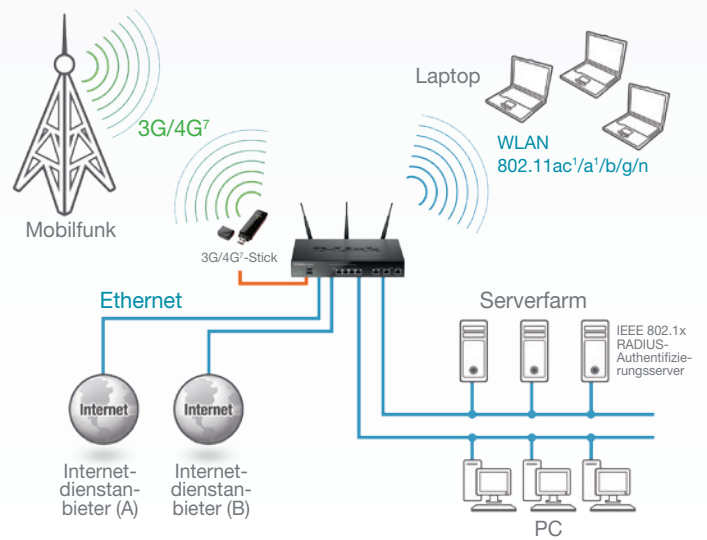 3G/4G⁷
Mobilfunk
3G/4G⁷-Stick
D-Link
Laptop
WLAN
802.11ac¹/a¹/b/g/n
Ethernet
Internet
Internet
Internet-
dienstan-
bieter (A)
Internet-
dienstan-
bieter (B)
Serverfarm
IEEE 802.1x
RADIUS-
Authentifizie-
rungsserver
PC